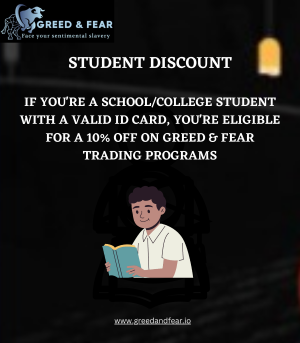 GREED & FEAR
Face your sentimental slavery
STUDENT DISCOUNT
IF YOU'RE A SCHOOL/COLLEGE STUDENT
WITH A VALID ID CARD, YOU'RE ELIGIBLE
FOR A 10% OFF ON GREED & FEAR
TRADING PROGRAMS
www.greedandfear.io